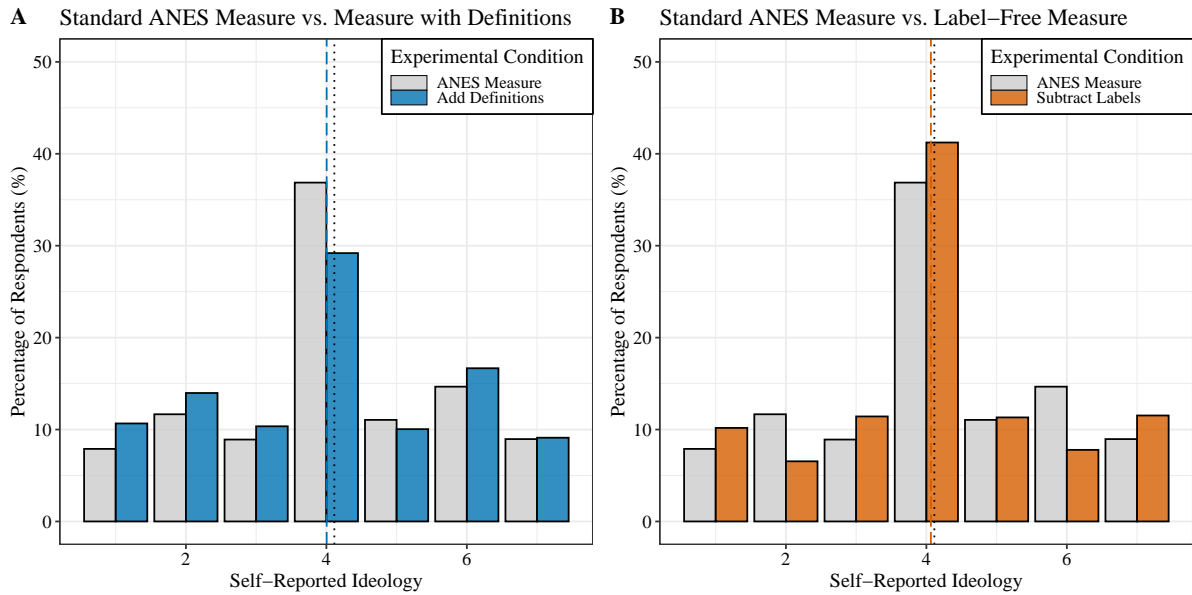 A Standard ANES Measure vs. Measure with Definitions
Experimental Condition
ANES Measure
Add Definitions
50
40
30
20
10
0
Percentage of Respondents (%)
2 4 6
Self−Reported Ideology
B Standard ANES Measure vs. Label−Free Measure
Experimental Condition
ANES Measure
Subtract Labels
50
40
30
20
10
0
Percentage of Respondents (%)
2 4 6
Self−Reported Ideology